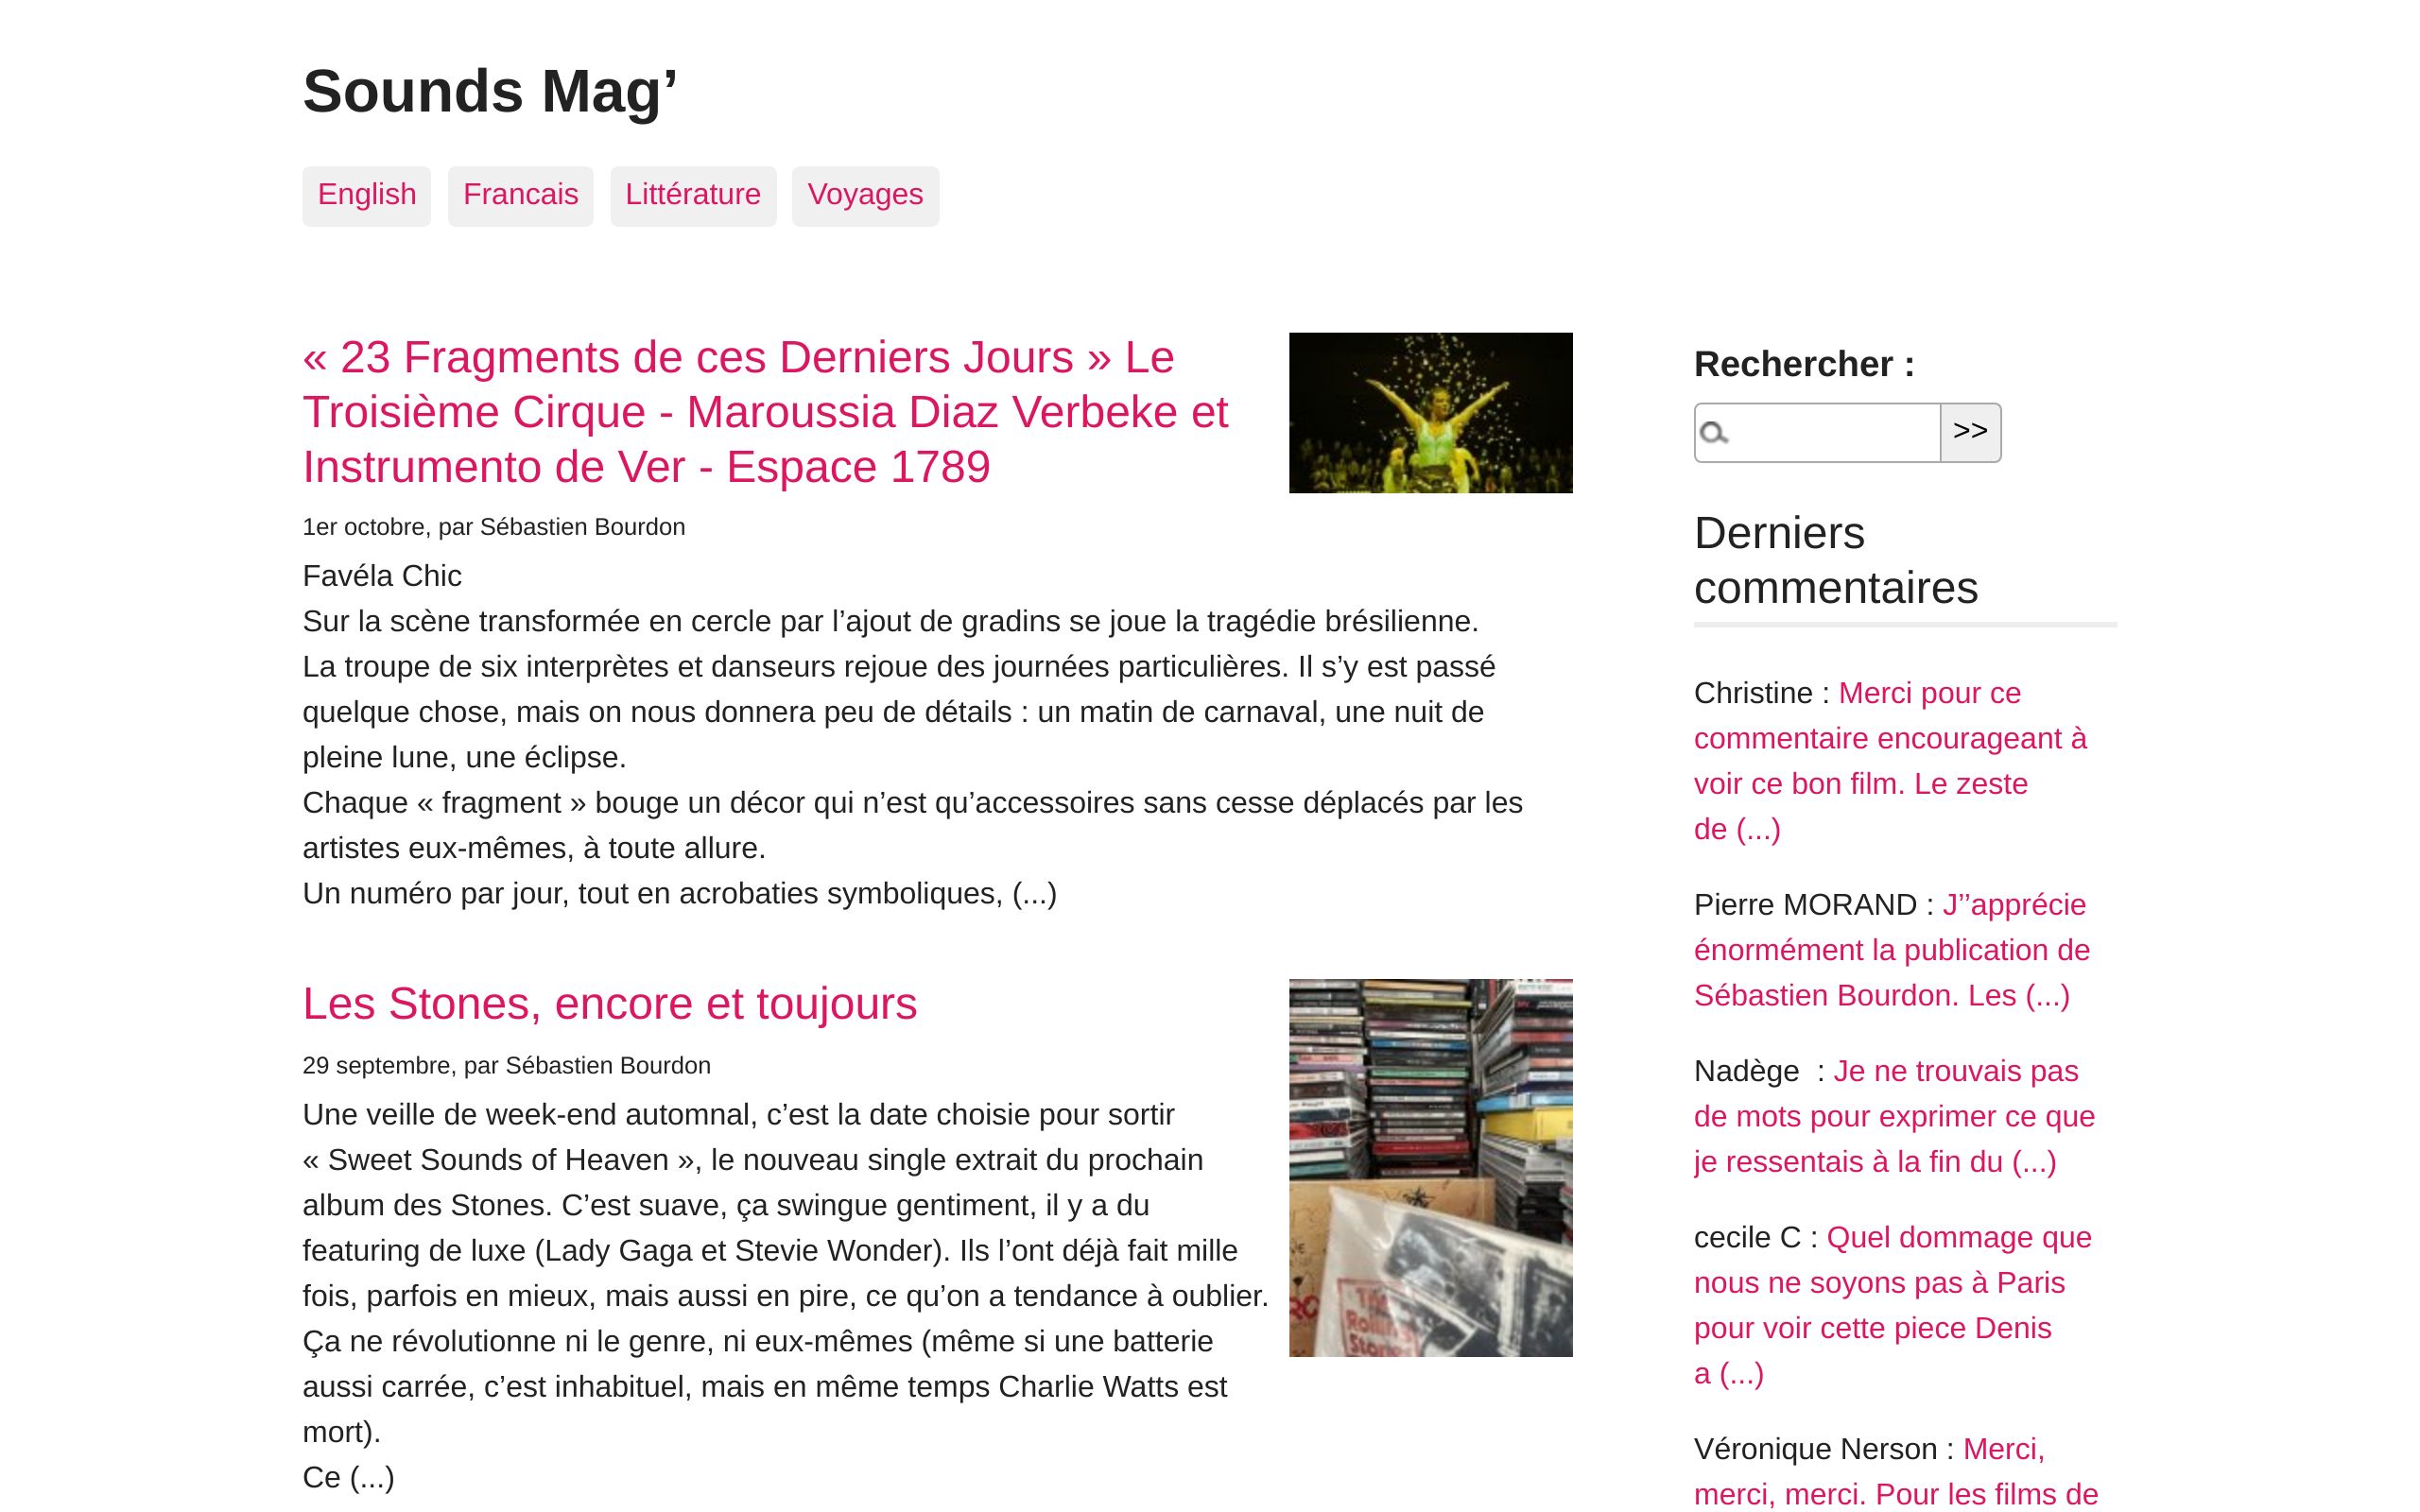 Sounds Mag’
English
Francais
Littérature
Voyages
« 23 Fragments de ces Derniers Jours » Le
Troisième Cirque - Maroussia Diaz Verbeke et
Instrumento de Ver - Espace 1789
1er octobre, par Sébastien Bourdon
Favéla Chic
Sur la scène transformée en cercle par l’ajout de gradins se joue la tragédie brésilienne.
La troupe de six interprètes et danseurs rejoue des journées particulières. Il s’y est passé
quelque chose, mais on nous donnera peu de détails : un matin de carnaval, une nuit de
pleine lune, une éclipse.
Chaque « fragment » bouge un décor qui n’est qu’accessoires sans cesse déplacés par les
artistes eux-mêmes, à toute allure.
Un numéro par jour, tout en acrobaties symboliques, (...)
Les Stones, encore et toujours
29 septembre, par Sébastien Bourdon
Une veille de week-end automnal, c’est la date choisie pour sortir
« Sweet Sounds of Heaven », le nouveau single extrait du prochain
album des Stones. C’est suave, ça swingue gentiment, il y a du
featuring de luxe (Lady Gaga et Stevie Wonder). Ils l’ont déjà fait mille
fois, parfois en mieux, mais aussi en pire, ce qu’on a tendance à oublier.
Ça ne révolutionne ni le genre, ni eux-mêmes (même si une batterie
aussi carrée, c’est inhabituel, mais en même temps Charlie Watts est
mort).
Ce (...)
The
Rolling
Stones
Rechercher :
>>
Derniers
commentaires
Christine : Merci pour ce
commentaire encourageant à
voir ce bon film. Le zeste
de (...)
Pierre MORAND : J’’apprécie
énormément la publication de
Sébastien Bourdon. Les (...)
Nadège  : Je ne trouvais pas
de mots pour exprimer ce que
je ressentais à la fin du (...)
cecile C : Quel dommage que
nous ne soyons pas à Paris
pour voir cette piece Denis
a (...)
Véronique Nerson : Merci,
merci, merci. Pour les films de